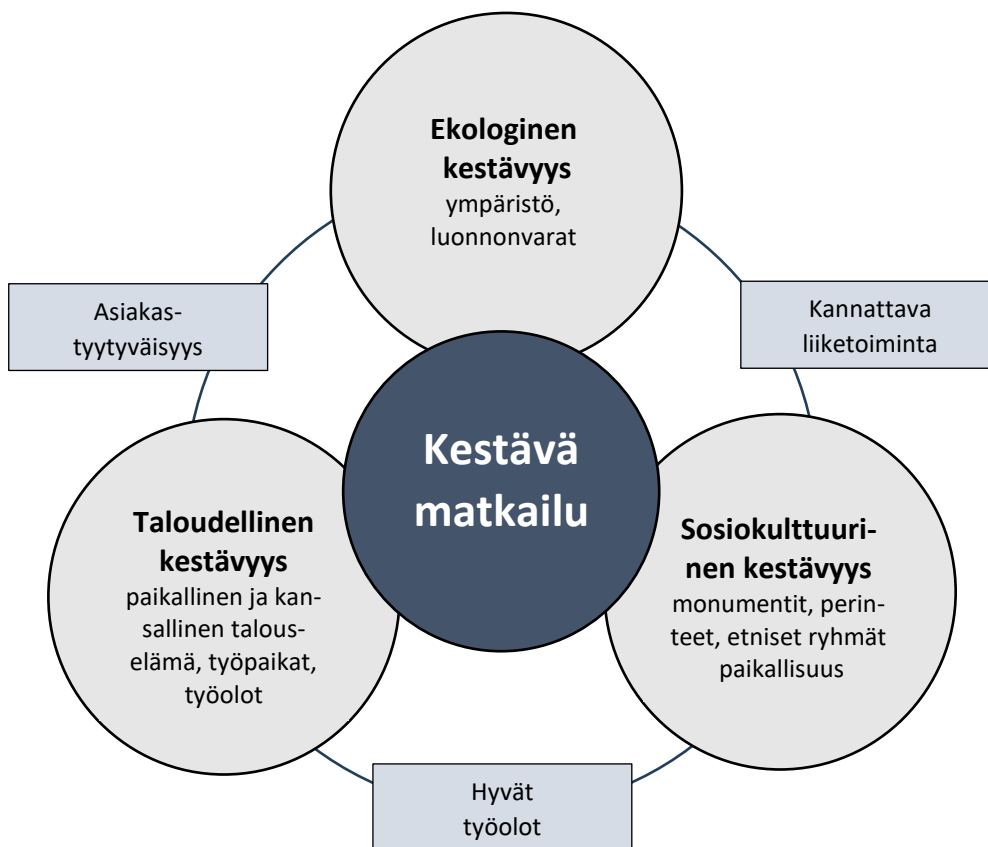 Ekologinen
kestävyys
ympäristö,
luonnonvarat
Asiakas-
tyytyväisyys
Kannattava
liiketoiminta
Kestävä
matkailu
Taloudellinen
kestävyys
paikallinen ja kan-
sallinen talous-
elämä, työpaikat,
työolot
Sosiokulttuuri-
nen kestävyys
monumentit, perin-
teet, etniset ryhmät
paikallisuus
Hyvät
työolot